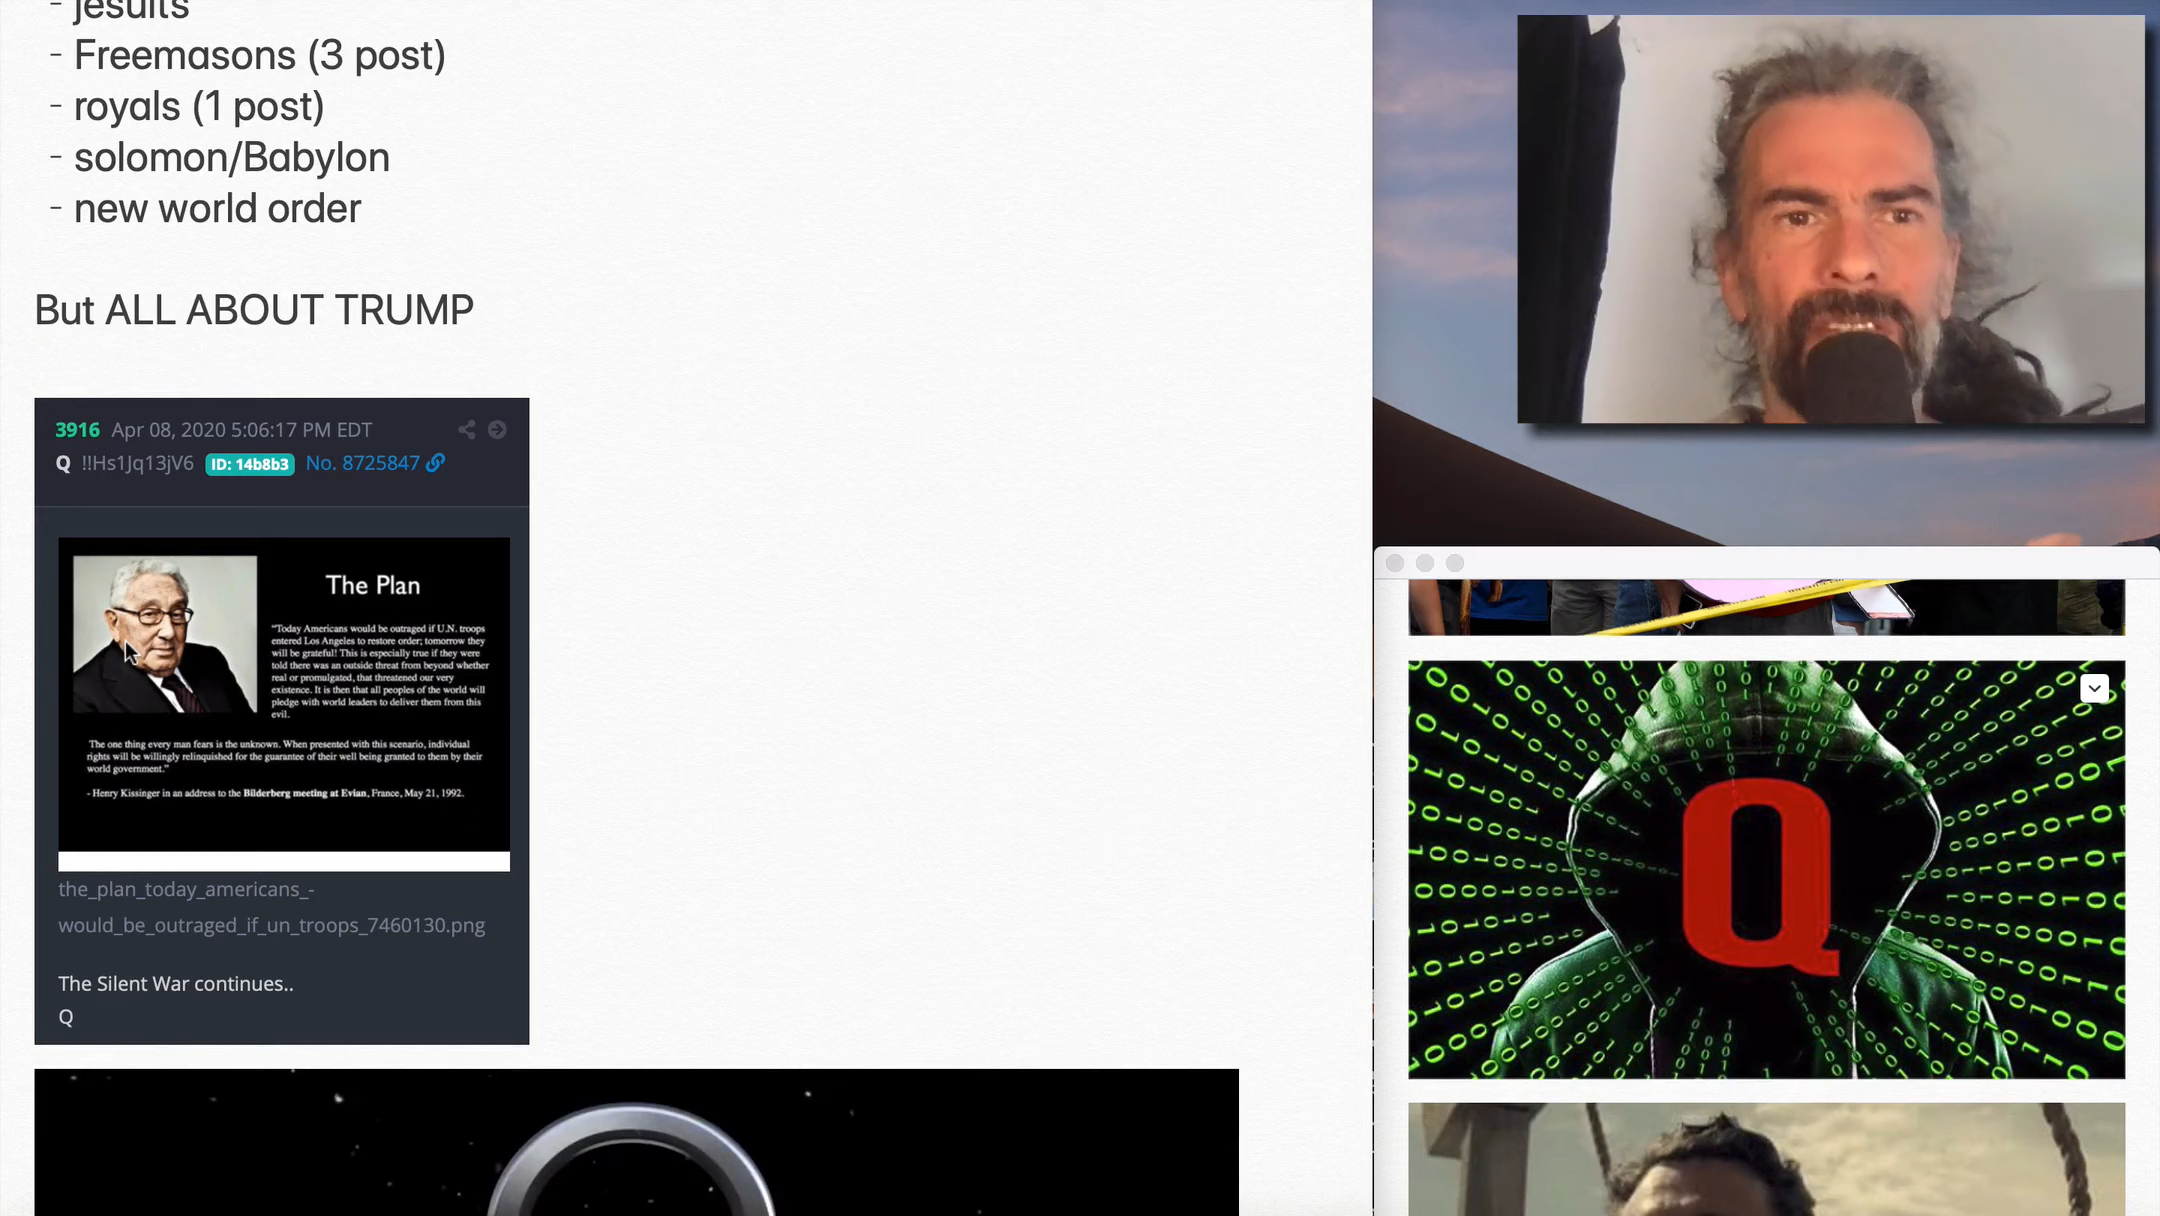 - jesuits
- Freemasons (3 post)
- royals (1 post)
- solomon/Babylon
- new world order
But ALL ABOUT TRUMP
3916 Apr 08, 2020 5:06:17 PM EDT
Q !!Hs1Jq13jV6 ID: 14b8b3 No. 8725847
The Plan
"Today Americans would be outraged if U.N. troops
entered Los Angeles to restore order; tomorrow they
will be grateful! This is especially true if they were
told there was an outside threat from beyond whether
real or promulgated, that threatened our very
existence. It is then that all peoples of the world will
pledge with world leaders to deliver them from this
evil.
The one thing every man fears is the unknown. When presented with this scenario, individual
rights will be willingly relinquished for the guarantee of their well being granted to them by their
world government."
- Henry Kissinger in an address to the Bilderberg meeting at Evian, France, May 21, 1992.
the_plan_today_americans_-
would_be_outraged_if_un_troops_7460130.png
The Silent War continues..
Q
Q